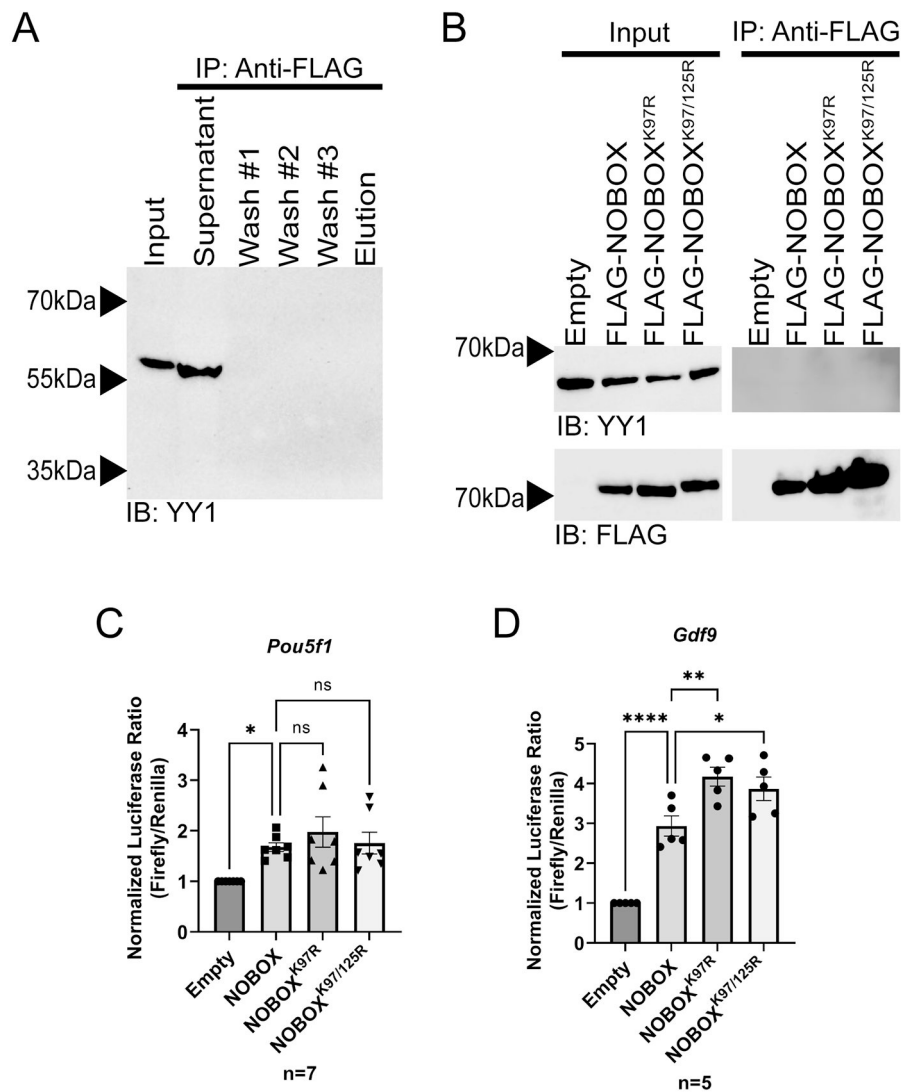 A
IP: Anti-FLAG
Input
Supernatant
Wash #1
Wash #2
Wash #3
Elution
70kDa
55kDa
35kDa
IB: YY1
B
Input
IP: Anti-FLAG
Empty
FLAG-NOBOX
FLAG-NOBOXK97R
FLAG-NOBOXK97/125R
Empty
FLAG-NOBOX
FLAG-NOBOXK97R
FLAG-NOBOXK97/125R
70kDa
IB: YY1
70kDa
IB: FLAG
C
Pou5f1
Normalized Luciferase Ratio
(Firefly/Renilla)
4
3
2
1
0
ns
* ns
Empty
NOBOX
NOBOXK97R
NOBOXK97/125R
n=7
D
Gdf9
Normalized Luciferase Ratio
(Firefly/Renilla)
5
4
3
2
1
0
**
**** *
Empty
NOBOX
NOBOXK97R
NOBOXK97/125R
n=5